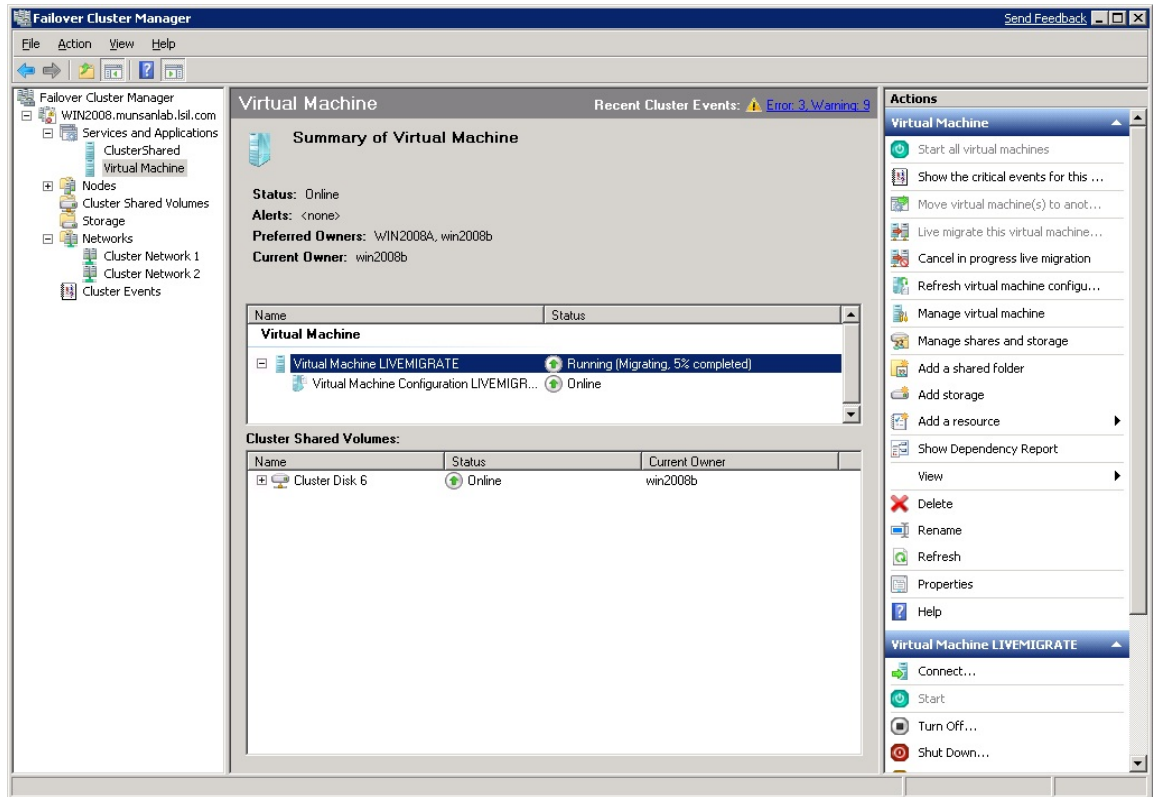 Failover Cluster Manager
Send Feedback
File Action View Help
Failover Cluster Manager
WIN2008.munsanlab.lsil.com
Services and Applications
ClusterShared
Virtual Machine
Nodes
Cluster Shared Volumes
Storage
Networks
Cluster Network 1
Cluster Network 2
Cluster Events
Virtual Machine
Recent Cluster Events: Error: 3, Warning: 9
Summary of Virtual Machine
Status: Online
Alerts: <none>
Preferred Owners: WIN2008A, win2008b
Current Owner: win2008b
Name Status
Virtual Machine
Virtual Machine LIVEMIGRATE Running (Migrating, 5% completed)
Virtual Machine Configuration LIVEMIGR... Online
Cluster Shared Volumes:
Name Status Current Owner
Cluster Disk 6 Online win2008b
Actions
Virtual Machine
Start all virtual machines
Show the critical events for this ...
Move virtual machine(s) to anot...
Live migrate this virtual machine...
Cancel in progress live migration
Refresh virtual machine configu...
Manage virtual machine
Manage shares and storage
Add a shared folder
Add storage
Add a resource
Show Dependency Report
View
Delete
Rename
Refresh
Properties
Help
Virtual Machine LIVEMIGRATE
Connect...
Start
Turn Off...
Shut Down...